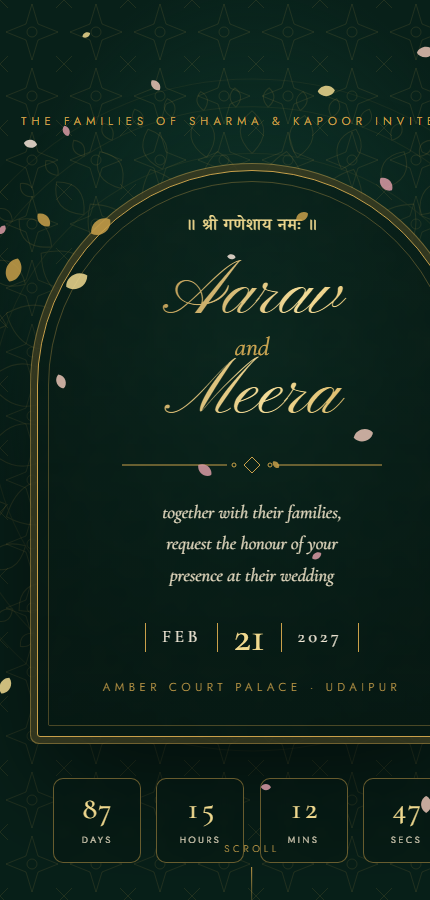 THE FAMILIES OF SHARMA & KAPOOR INVITE
॥ श्री गणेशाय नमः ॥
Aarav
and
Meera
together with their families,
request the honour of your
presence at their wedding
FEB 21 2027
AMBER COURT PALACE · UDAIPUR
87 15 12 47
DAYS HOURS MINS SECS
SCROLL